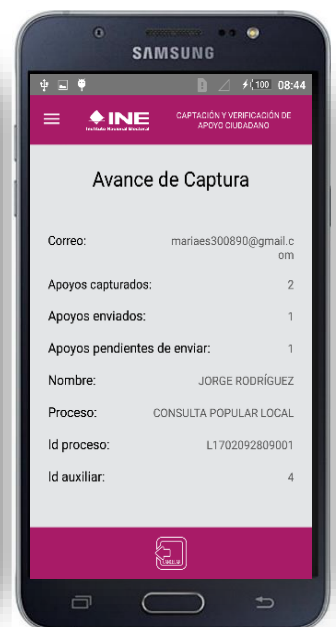 SAMSUNG
100 08:44
INE
Instituto Nacional Electoral
CAPTACIÓN Y VERIFICACIÓN DE
APOYO CIUDADANO
Avance de Captura
Correo: mariaes300890@gmail.c
om
Apoyos capturados: 2
Apoyos enviados: 1
Apoyos pendientes de enviar: 1
Nombre: JORGE RODRÍGUEZ
Proceso: CONSULTA POPULAR LOCAL
Id proceso: L1702092809001
Id auxiliar: 4